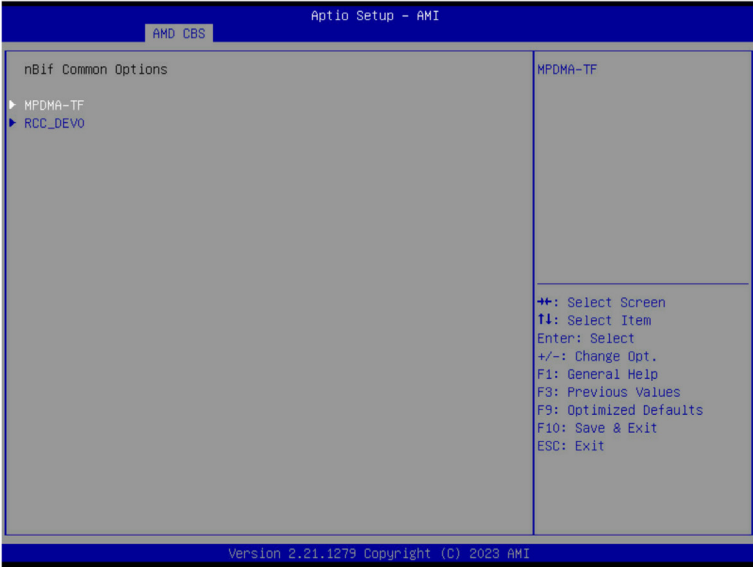 Aptio Setup - AMI
AMD CBS
nBif Common Options
MPDMA-TF
RCC_DEV0
MPDMA-TF
→←: Select Screen
↑↓: Select Item
Enter: Select
+/-: Change Opt.
F1: General Help
F3: Previous Values
F9: Optimized Defaults
F10: Save & Exit
ESC: Exit
Version 2.21.1279 Copyright (C) 2023 AMI